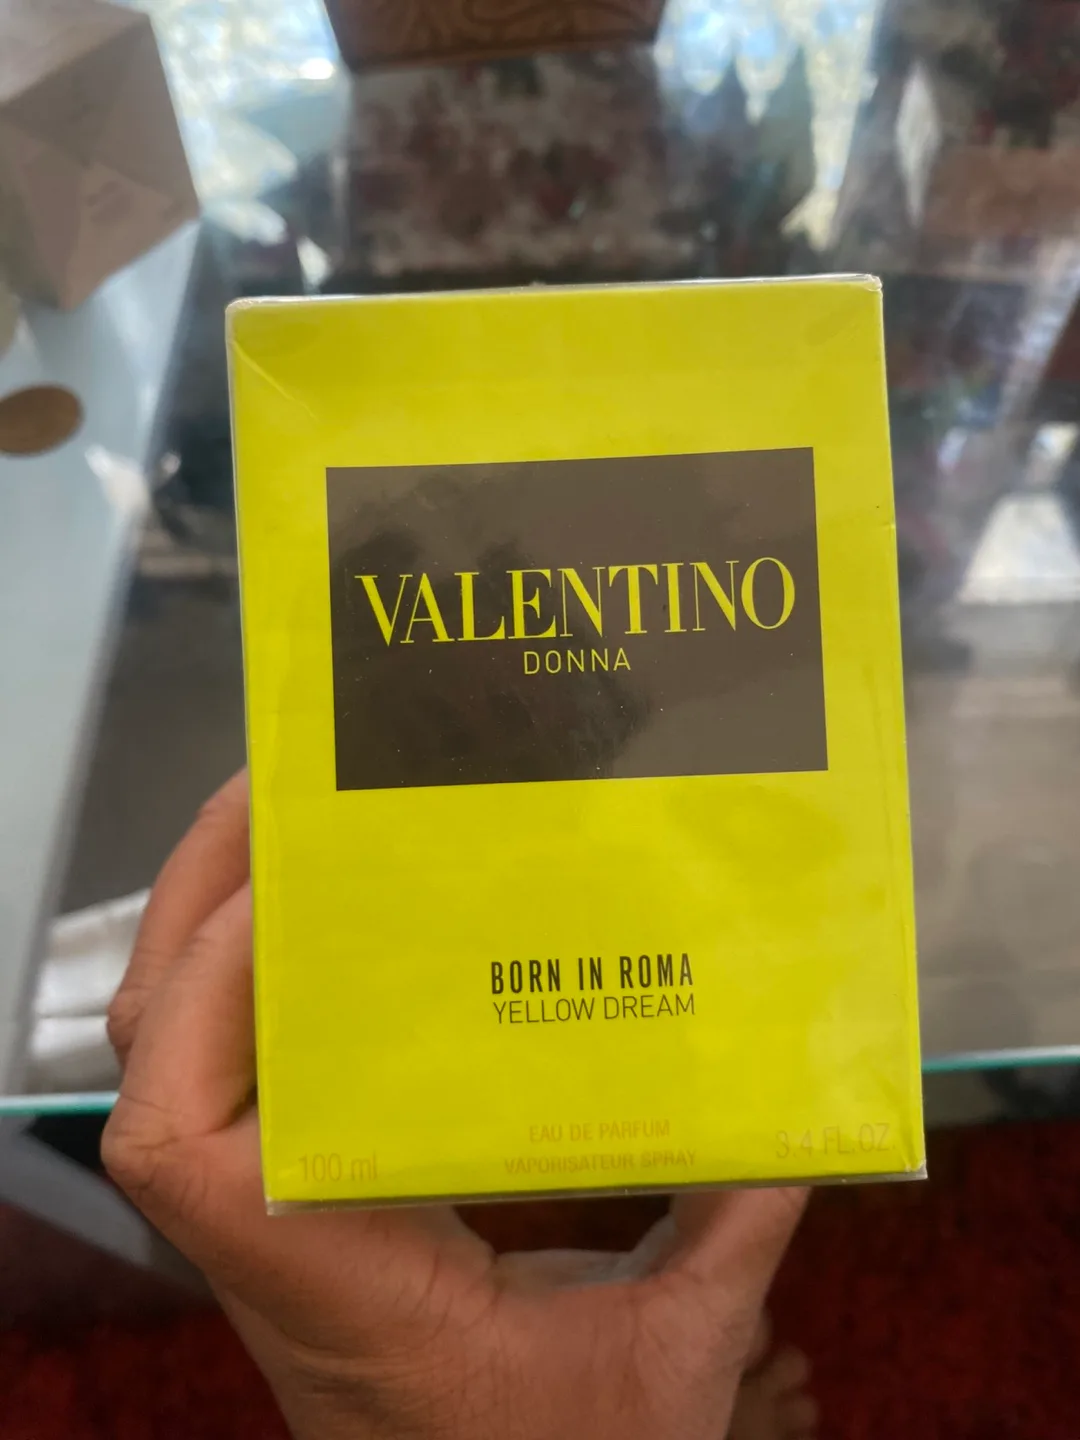 VALENTINO
DONNA
BORN IN ROMA
YELLOW DREAM
EAU DE PARFUM
VAPORISATEUR SPRAY
100 ml
3.4 FL.OZ.